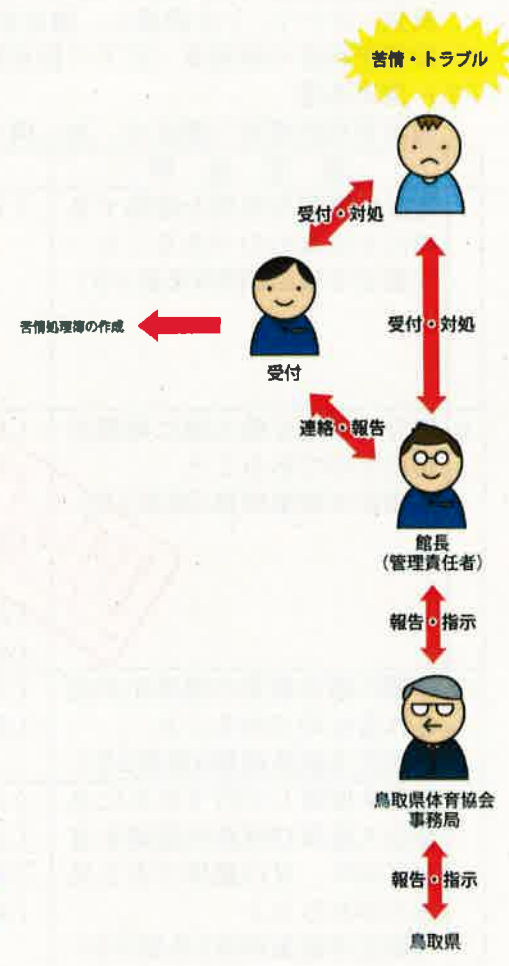 苦情・トラブル
受付・対処
苦情処理簿の作成
受付・対処
受付
連絡・報告
館長
（管理責任者）
報告・指示
鳥取県体育協会
事務局
報告・指示
鳥取県